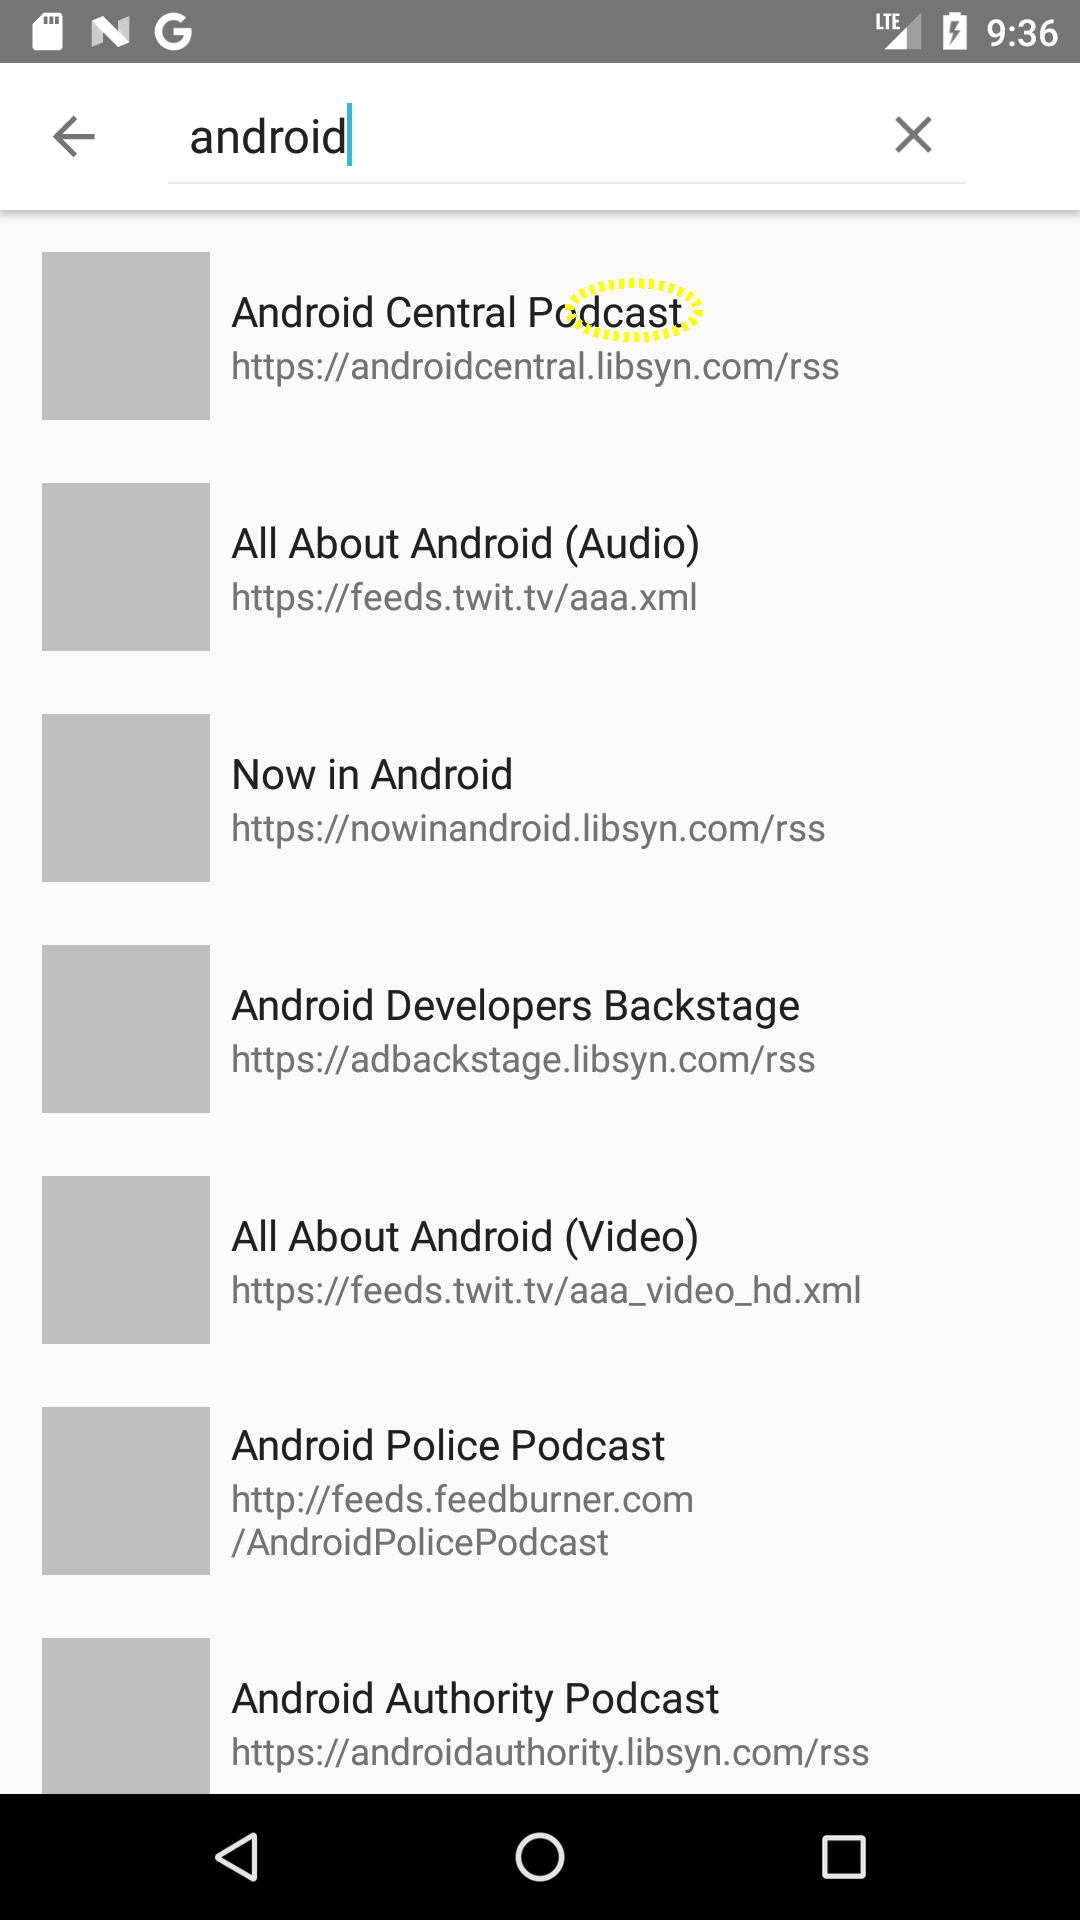 LTE 9:36
android
Android Central Podcast
https://androidcentral.libsyn.com/rss
All About Android (Audio)
https://feeds.twit.tv/aaa.xml
Now in Android
https://nowinandroid.libsyn.com/rss
Android Developers Backstage
https://adbackstage.libsyn.com/rss
All About Android (Video)
https://feeds.twit.tv/aaa_video_hd.xml
Android Police Podcast
http://feeds.feedburner.com
/AndroidPolicePodcast
Android Authority Podcast
https://androidauthority.libsyn.com/rss